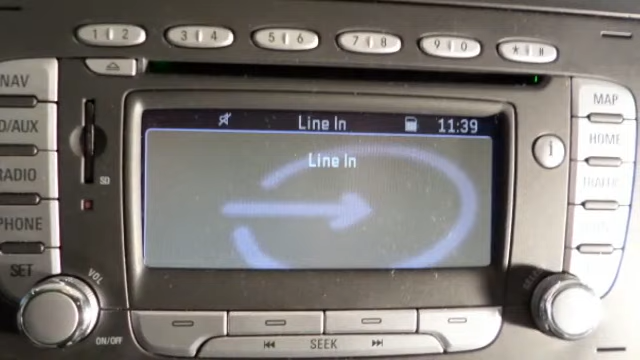 1 2
3 4
5 6
7 8
9 0
* #
NAV
D/AUX
RADIO
PHONE
SET
SD
Line In
11:39
Line In
i
MAP
HOME
TRAFFIC
VOL
ON/OFF
SEEK